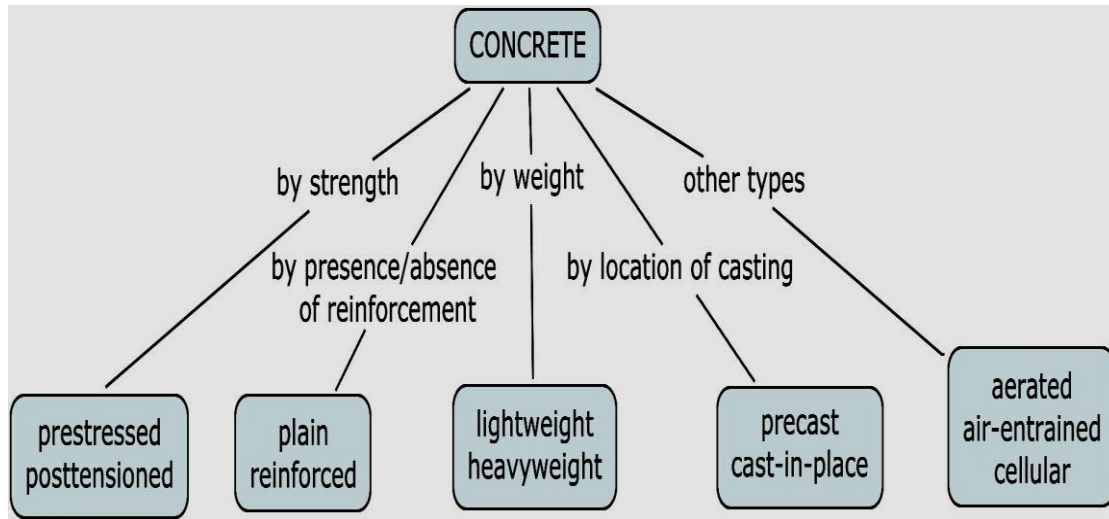 CONCRETE
by strength
by weight
other types
by presence/absence
of reinforcement
by location of casting
prestressed
posttensioned
plain
reinforced
lightweight
heavyweight
precast
cast-in-place
aerated
air-entrained
cellular